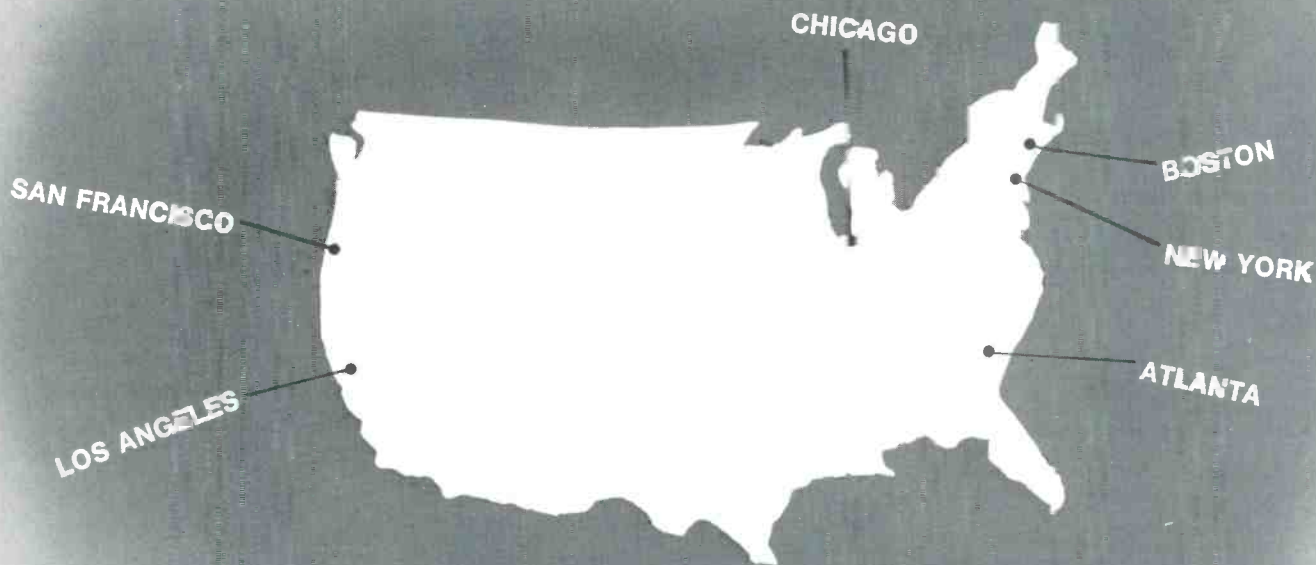 CHICAGO
BOSTON
SAN FRANCISCO
NEW YORK
ATLANTA
LOS ANGELES